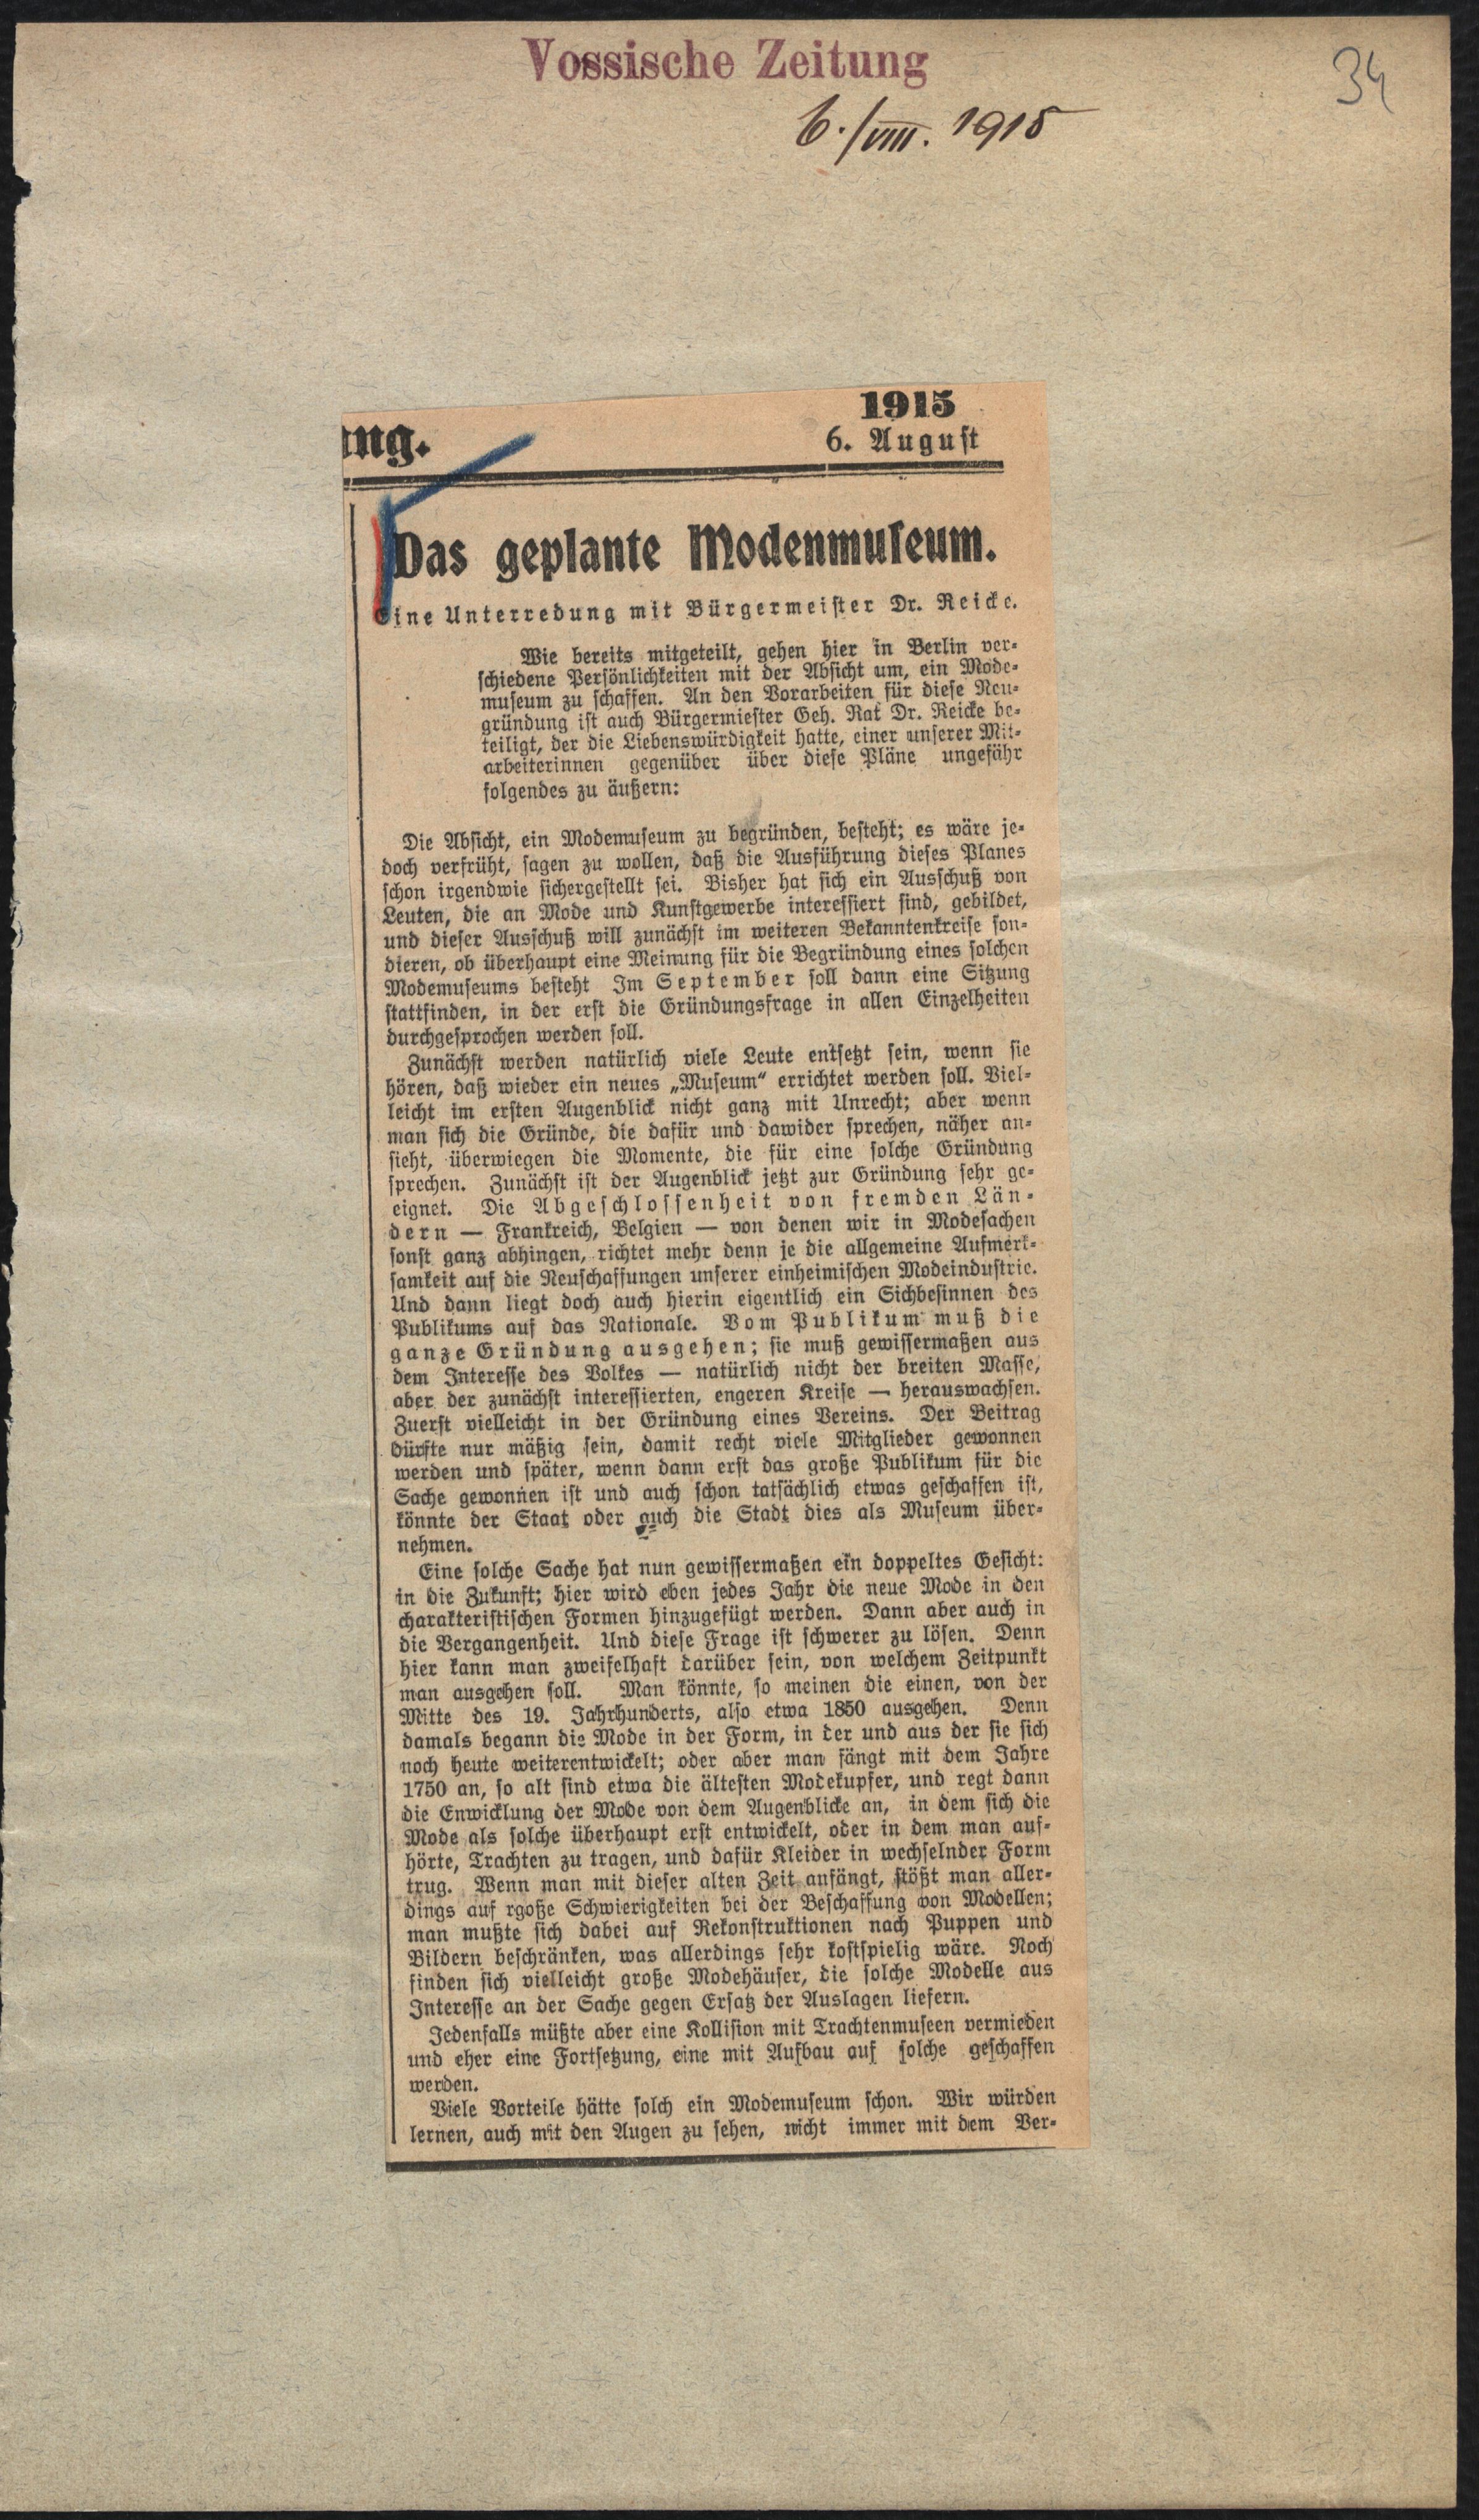 Vossische Zeitung
34
6./VIII. 1915
1915
ung.
6. August
Das geplante Modenmuseum.
Eine Unterredung mit Bürgermeister Dr. Reicke.
Wie bereits mitgeteilt, gehen hier in Berlin ver-
schiedene Persönlichkeiten mit der Absicht um, ein Mode-
museum zu schaffen. An den Vorarbeiten für diese Neu-
gründung ist auch Bürgermiester Geh. Rat Dr. Reicke be-
teiligt, der die Liebenswürdigkeit hatte, einer unserer Mit-
arbeiterinnen gegenüber über diese Pläne ungefähr
folgendes zu äußern:
Die Absicht, ein Modemuseum zu begründen, besteht; es wäre je-
doch verfrüht, sagen zu wollen, daß die Ausführung dieses Planes
schon irgendwie sichergestellt sei. Bisher hat sich ein Ausschuß von
Leuten, die an Mode und Kunstgewerbe interessiert sind, gebildet,
und dieser Ausschuß will zunächst im weiteren Bekanntenkreise son-
dieren, ob überhaupt eine Meinung für die Begründung eines solchen
Modemuseums besteht Im September soll dann eine Sitzung
stattfinden, in der erst die Gründungsfrage in allen Einzelheiten
durchgesprochen werden soll.
Zunächst werden natürlich viele Leute entsetzt sein, wenn sie
hören, daß wieder ein neues „Museum“ errichtet werden soll. Viel-
leicht im ersten Augenblick nicht ganz mit Unrecht; aber wenn
man sich die Gründe, die dafür und dawider sprechen, näher an-
sieht, überwiegen die Momente, die für eine solche Gründung
sprechen. Zunächst ist der Augenblick jetzt zur Gründung sehr ge-
eignet. Die Abgeschlossenheit von fremden Län-
dern — Frankreich, Belgien — von denen wir in Modesachen
sonst ganz abhingen, richtet mehr denn je die allgemeine Aufmerk-
samkeit auf die Neuschaffungen unserer einheimischen Modeindustrie.
Und dann liegt doch auch hierin eigentlich ein Sichbesinnen des
Publikums auf das Nationale. Vom Publikum muß die
ganze Gründung ausgehen; sie muß gewissermaßen aus
dem Interesse des Volkes — natürlich nicht der breiten Masse,
aber der zunächst interessierten, engeren Kreise — herauswachsen.
Zuerst vielleicht in der Gründung eines Vereins. Der Beitrag
dürfte nur mäßig sein, damit recht viele Mitglieder gewonnen
werden und später, wenn dann erst das große Publikum für die
Sache gewonnen ist und auch schon tatsächlich etwas geschaffen ist,
könnte der Staat oder auch die Stadt dies als Museum über-
nehmen.
Eine solche Sache hat nun gewissermaßen ein doppeltes Gesicht:
in die Zukunft; hier wird eben jedes Jahr die neue Mode in den
charakteristischen Formen hinzugefügt werden. Dann aber auch in
die Vergangenheit. Und diese Frage ist schwerer zu lösen. Denn
hier kann man zweifelhaft darüber sein, von welchem Zeitpunkt
man ausgehen soll. Man könnte, so meinen die einen, von der
Mitte des 19. Jahrhunderts, also etwa 1850 ausgehen. Denn
damals begann die Mode in der Form, in der und aus der sie sich
noch heute weiterentwickelt; oder aber man fängt mit dem Jahre
1750 an, so alt sind etwa die ältesten Modekupfer, und regt dann
die Enwicklung der Mode von dem Augenblicke an, in dem sich die
Mode als solche überhaupt erst entwickelt, oder in dem man auf-
hörte, Trachten zu tragen, und dafür Kleider in wechselnder Form
trug. Wenn man mit dieser alten Zeit anfängt, stößt man aller-
dings auf rgoße Schwierigkeiten bei der Beschaffung von Modellen;
man mußte sich dabei auf Rekonstruktionen nach Puppen und
Bildern beschränken, was allerdings sehr kostspielig wäre. Noch
finden sich vielleicht große Modehäuser, die solche Modelle aus
Interesse an der Sache gegen Ersatz der Auslagen liefern.
Jedenfalls müßte aber eine Kollision mit Trachtenmuseen vermieden
und eher eine Fortsetzung, eine mit Aufbau auf solche geschaffen
werden.
Viele Vorteile hätte solch ein Modemuseum schon. Wir würden
lernen, auch mit den Augen zu sehen, nicht immer mit dem Ver-